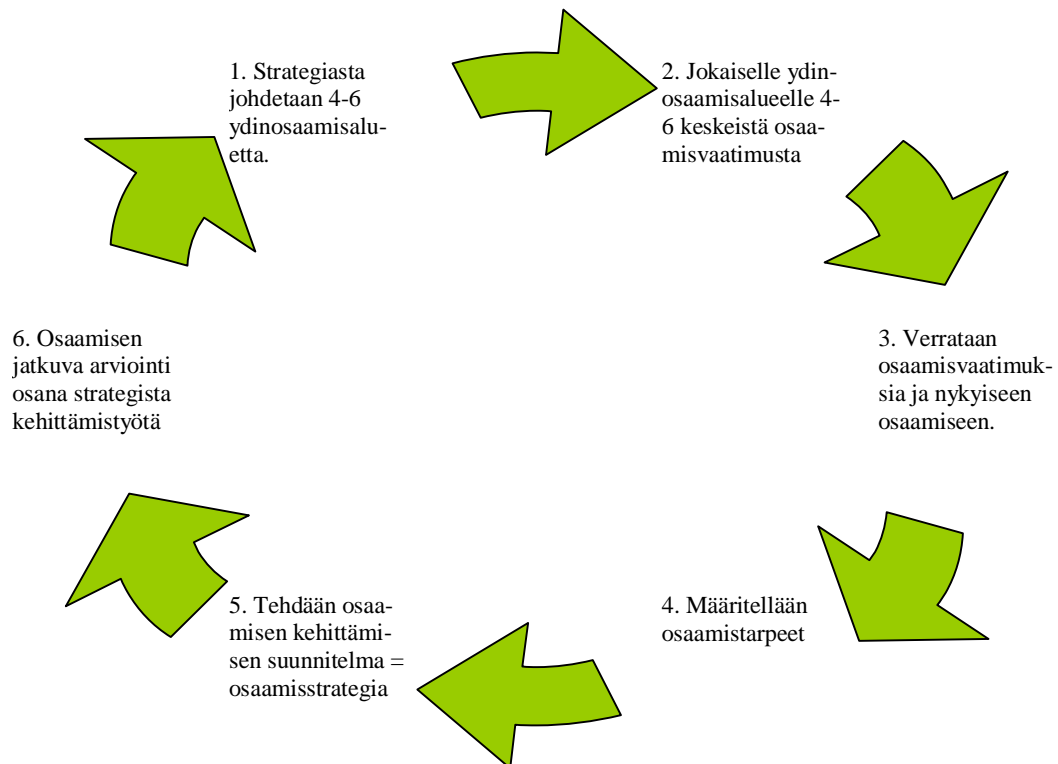 1. Strategiasta
johdetaan 4-6
ydinosaamisalu-
etta.
2. Jokaiselle ydin-
osaamisalueelle 4-
6 keskeistä osaa-
misvaatimusta
3. Verrataan
osaamisvaatimuk-
sia ja nykyiseen
osaamiseen.
4. Määritellään
osaamistarpeet
5. Tehdään osaa-
misen kehittämi-
sen suunnitelma =
osaamisstrategia
6. Osaamisen
jatkuva arviointi
osana strategista
kehittämistyötä